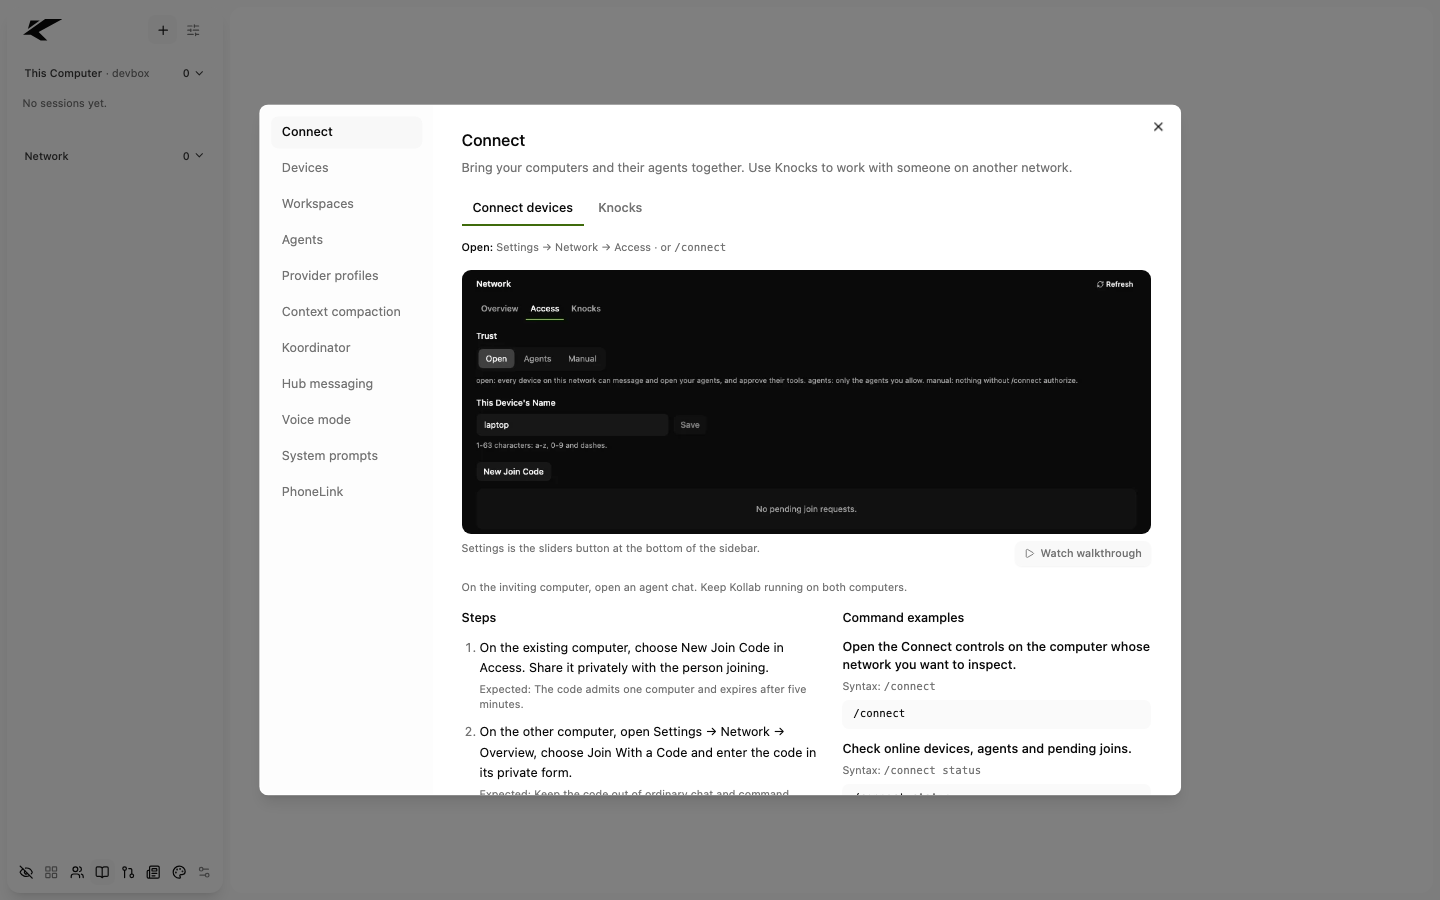 This Computer · devbox 0
No sessions yet.
Network 0
Connect
Devices
Workspaces
Agents
Provider profiles
Context compaction
Koordinator
Hub messaging
Voice mode
System prompts
PhoneLink
Connect
Bring your computers and their agents together. Use Knocks to work with someone on another network.
Connect devices Knocks
Open: Settings → Network → Access · or /connect
Network Refresh
Overview Access Knocks
Trust
Open Agents Manual
open: every device on this network can message and open your agents, and approve their tools. agents: only the agents you allow. manual: nothing without /connect authorize.
This Device's Name
laptop Save
1-63 characters: a-z, 0-9 and dashes.
New Join Code
No pending join requests.
Settings is the sliders button at the bottom of the sidebar.
Watch walkthrough
On the inviting computer, open an agent chat. Keep Kollab running on both computers.
Steps
1. On the existing computer, choose New Join Code in
Access. Share it privately with the person joining.
Expected: The code admits one computer and expires after five
minutes.
2. On the other computer, open Settings → Network →
Overview, choose Join With a Code and enter the code in
its private form.
Expected: Keep the code out of ordinary chat and command
Command examples
Open the Connect controls on the computer whose
network you want to inspect.
Syntax: /connect
/connect
Check online devices, agents and pending joins.
Syntax: /connect status